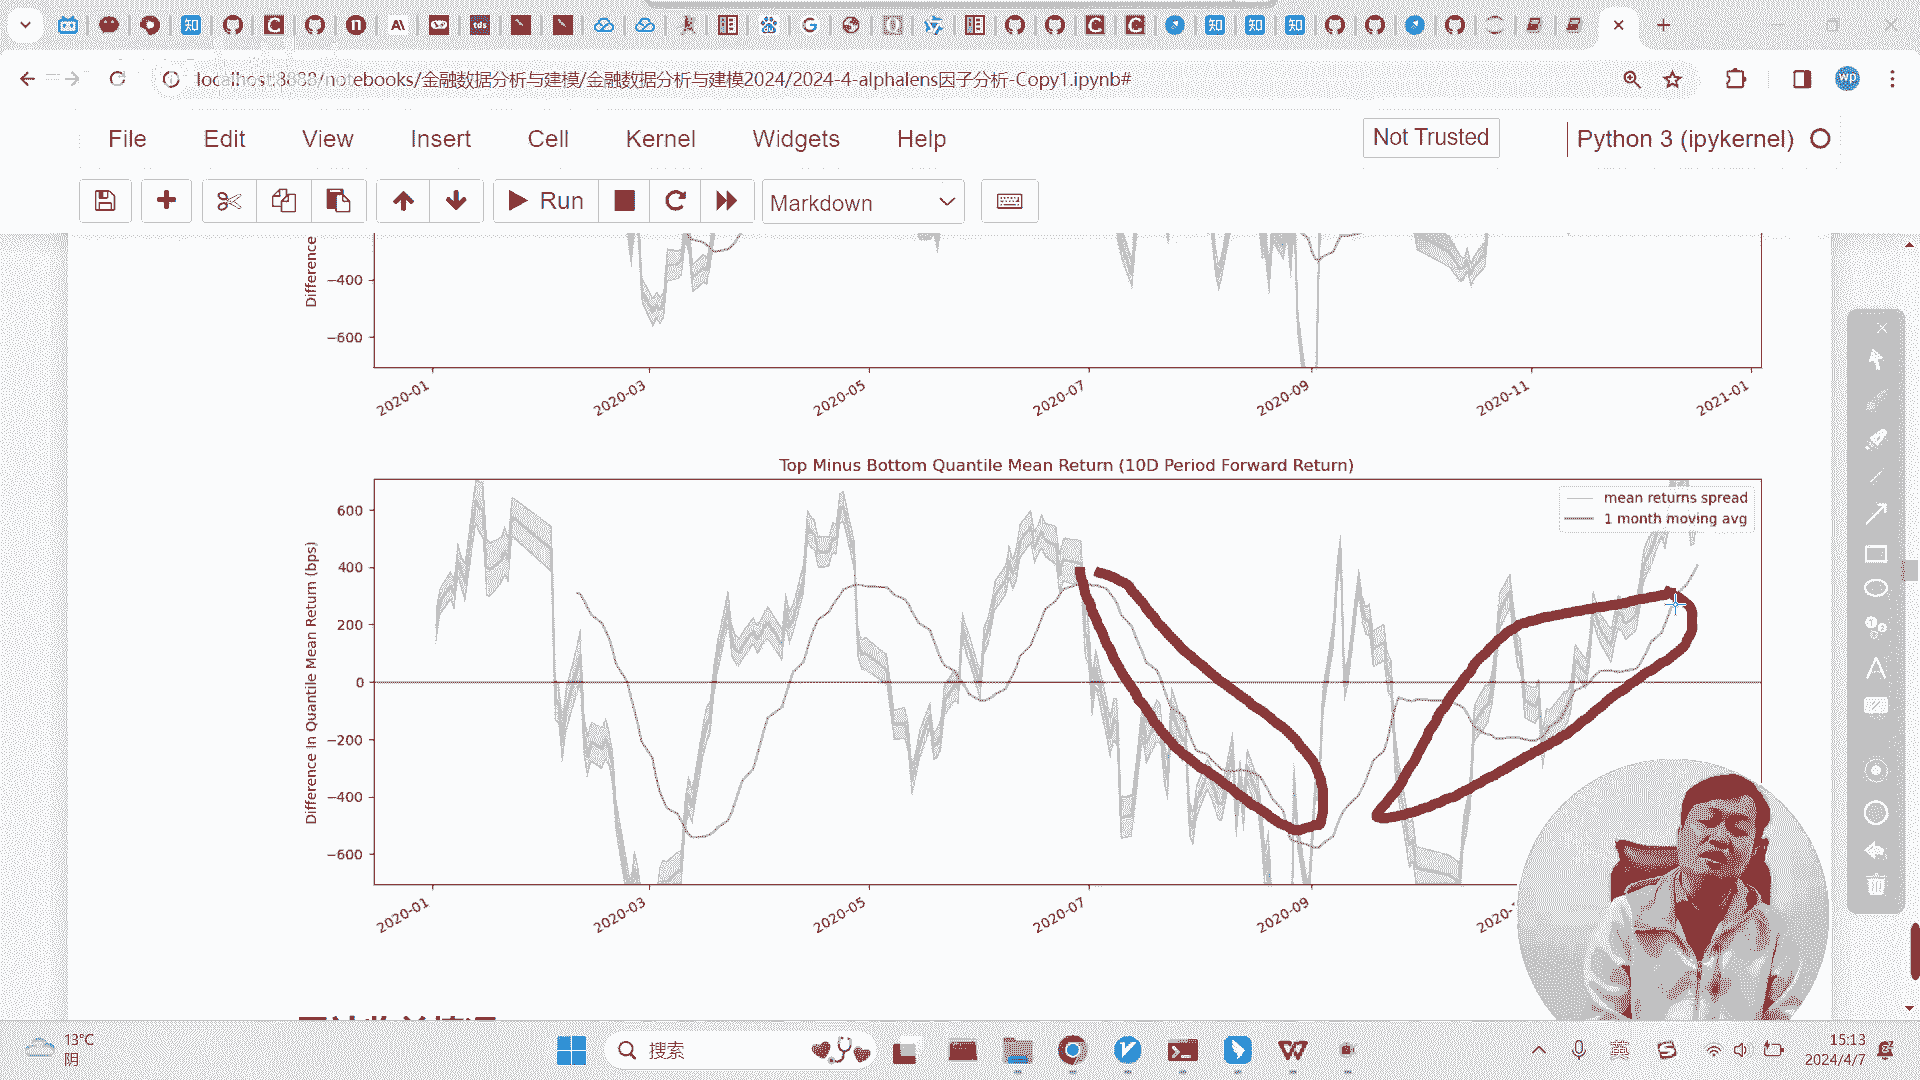 localhost:8888/notebooks/金融数据分析与建模/金融数据分析与建模2024/2024-4-alphalens因子分析-Copy1.ipynb#
wp
File Edit View Insert Cell Kernel Widgets Help
Not Trusted
Python 3 (ipykernel)
Run
Markdown
Difference
−400
−600
2020-01 2020-03 2020-05 2020-07 2020-09 2020-11 2021-01
Top Minus Bottom Quantile Mean Return (10D Period Forward Return)
mean returns spread
1 month moving avg
Difference In Quantile Mean Return (bps)
600
400
200
0
−200
−400
−600
2020-01 2020-03 2020-05 2020-07 2020-09
13°C
阴
搜索
英
15:13
2024/4/7